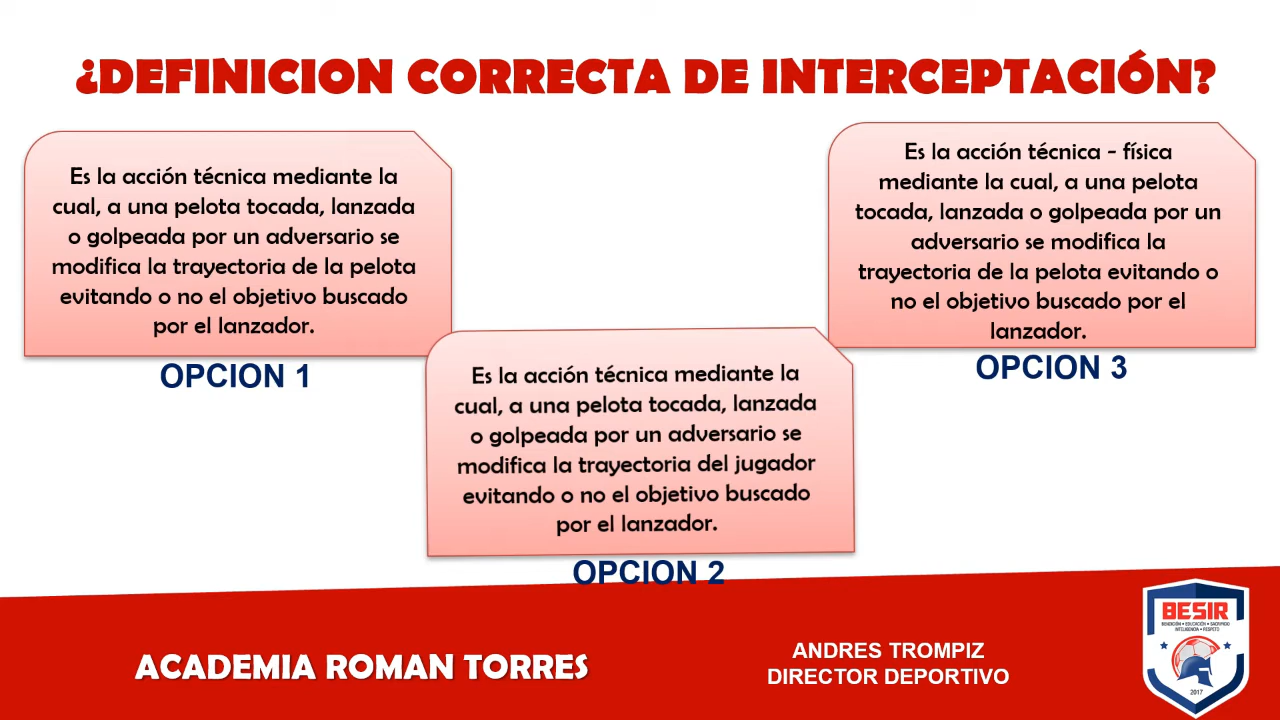 ¿DEFINICION CORRECTA DE INTERCEPTACIÓN?
Es la acción técnica mediante la
cual, a una pelota tocada, lanzada
o golpeada por un adversario se
modifica la trayectoria de la pelota
evitando o no el objetivo buscado
por el lanzador.
OPCION 1
Es la acción técnica mediante la
cual, a una pelota tocada, lanzada
o golpeada por un adversario se
modifica la trayectoria del jugador
evitando o no el objetivo buscado
por el lanzador.
OPCION 2
Es la acción técnica - física
mediante la cual, a una pelota
tocada, lanzada o golpeada por un
adversario se modifica la
trayectoria de la pelota evitando o
no el objetivo buscado por el
lanzador.
OPCION 3
ACADEMIA ROMAN TORRES
ANDRES TROMPIZ
DIRECTOR DEPORTIVO
BESIR
BENDICIÓN • EDUCACIÓN • SACRIFICIO
INTELIGENCIA • RESPETO
2017